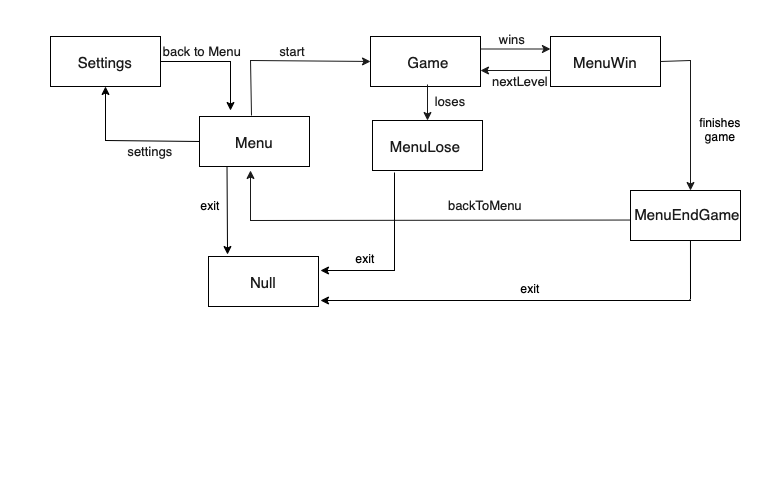 back to Menu
start
wins
Settings
Game
MenuWin
nextLevel
loses
finishes
game
Menu
MenuLose
settings
exit
backToMenu
MenuEndGame
exit
Null
exit